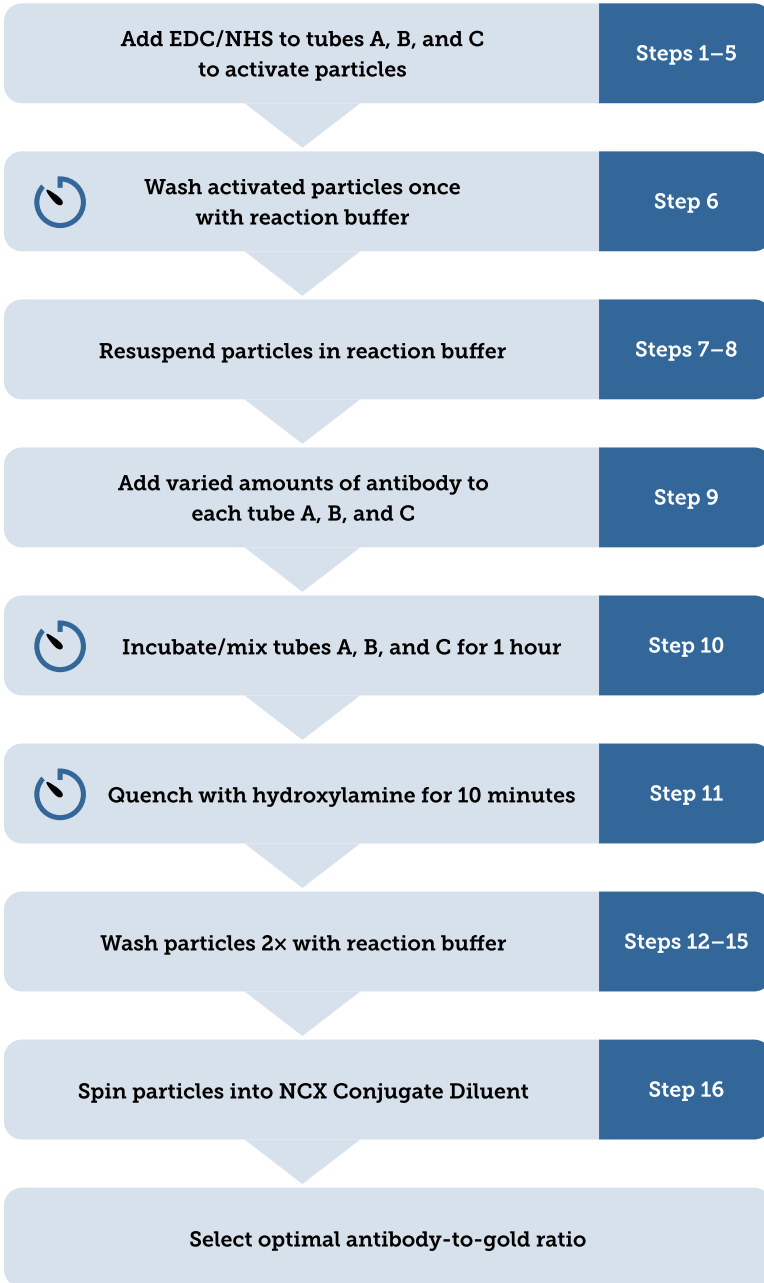 Add EDC/NHS to tubes A, B, and C
to activate particles
Steps 1–5
Wash activated particles once
with reaction buffer
Step 6
Resuspend particles in reaction buffer
Steps 7–8
Add varied amounts of antibody to
each tube A, B, and C
Step 9
Incubate/mix tubes A, B, and C for 1 hour
Step 10
Quench with hydroxylamine for 10 minutes
Step 11
Wash particles 2× with reaction buffer
Steps 12–15
Spin particles into NCX Conjugate Diluent
Step 16
Select optimal antibody-to-gold ratio